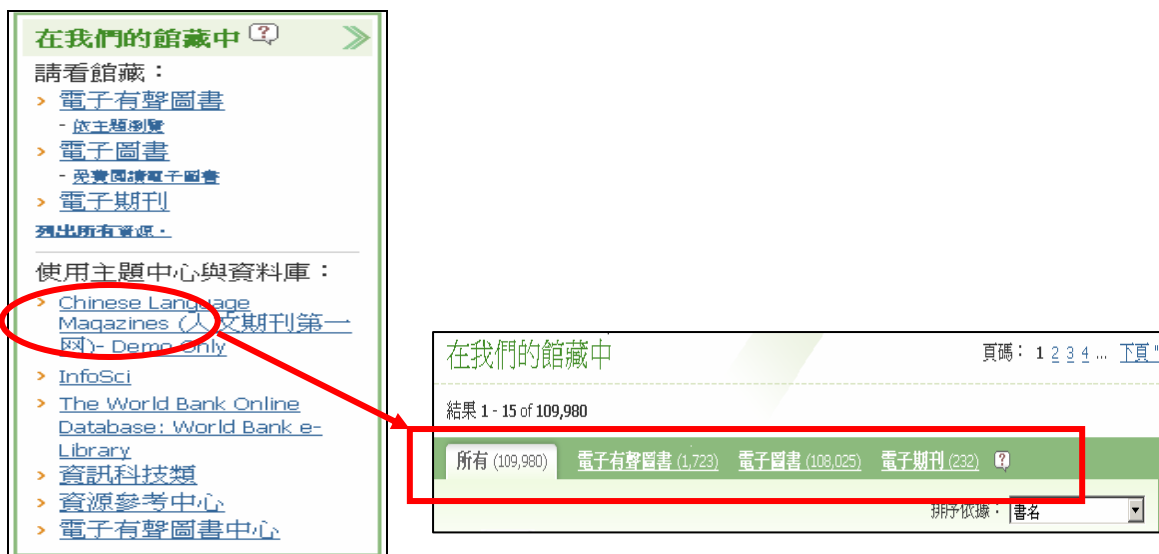 在我們的館藏中
請看館藏：
> 電子有聲圖書
- 依主題瀏覽
> 電子圖書
- 免費閱讀電子圖書
> 電子期刊
列出所有資源。
使用主題中心與資料庫：
> Chinese Language
Magazines (人文期刊第一
网)- Demo Only
> InfoSci
> The World Bank Online
Database: World Bank e-
Library
> 資訊科技類
> 資源參考中心
> 電子有聲圖書中心
在我們的館藏中 頁碼： 1 2 3 4 ... 下頁"
結果 1 - 15 of 109,980
所有 (109,980) 電子有聲圖書 (1,723) 電子圖書 (108,025) 電子期刊 (232) ?
排序依據： 書名